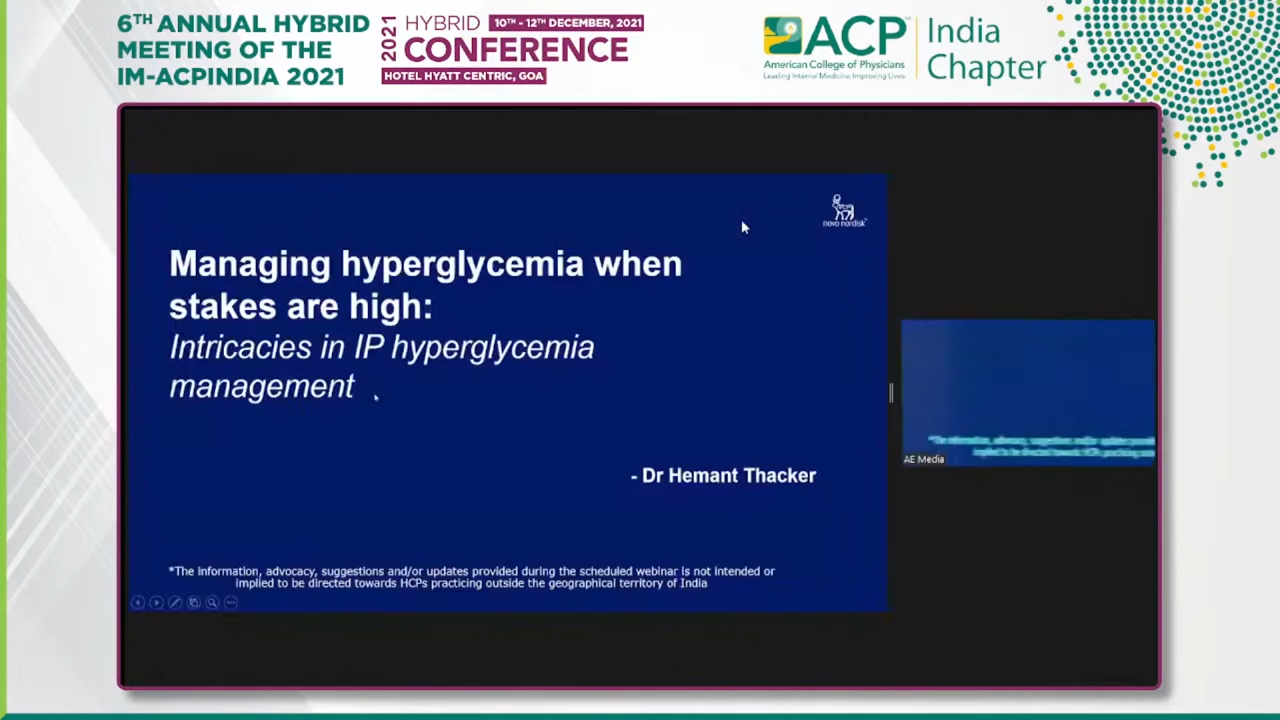 6TH ANNUAL HYBRID
MEETING OF THE
IM-ACPINDIA 2021
2021
HYBRID
10TH - 12TH DECEMBER, 2021
CONFERENCE
HOTEL HYATT CENTRIC, GOA
ACP
American College of Physicians
Leading Internal Medicine, Improving Lives
India
Chapter
novo nordisk
Managing hyperglycemia when
stakes are high:
Intricacies in IP hyperglycemia
management
- Dr Hemant Thacker
*The information, advocacy, suggestions and/or updates provided during the scheduled webinar is not intended or
implied to be directed towards HCPs practicing outside the geographical territory of India
AE Media